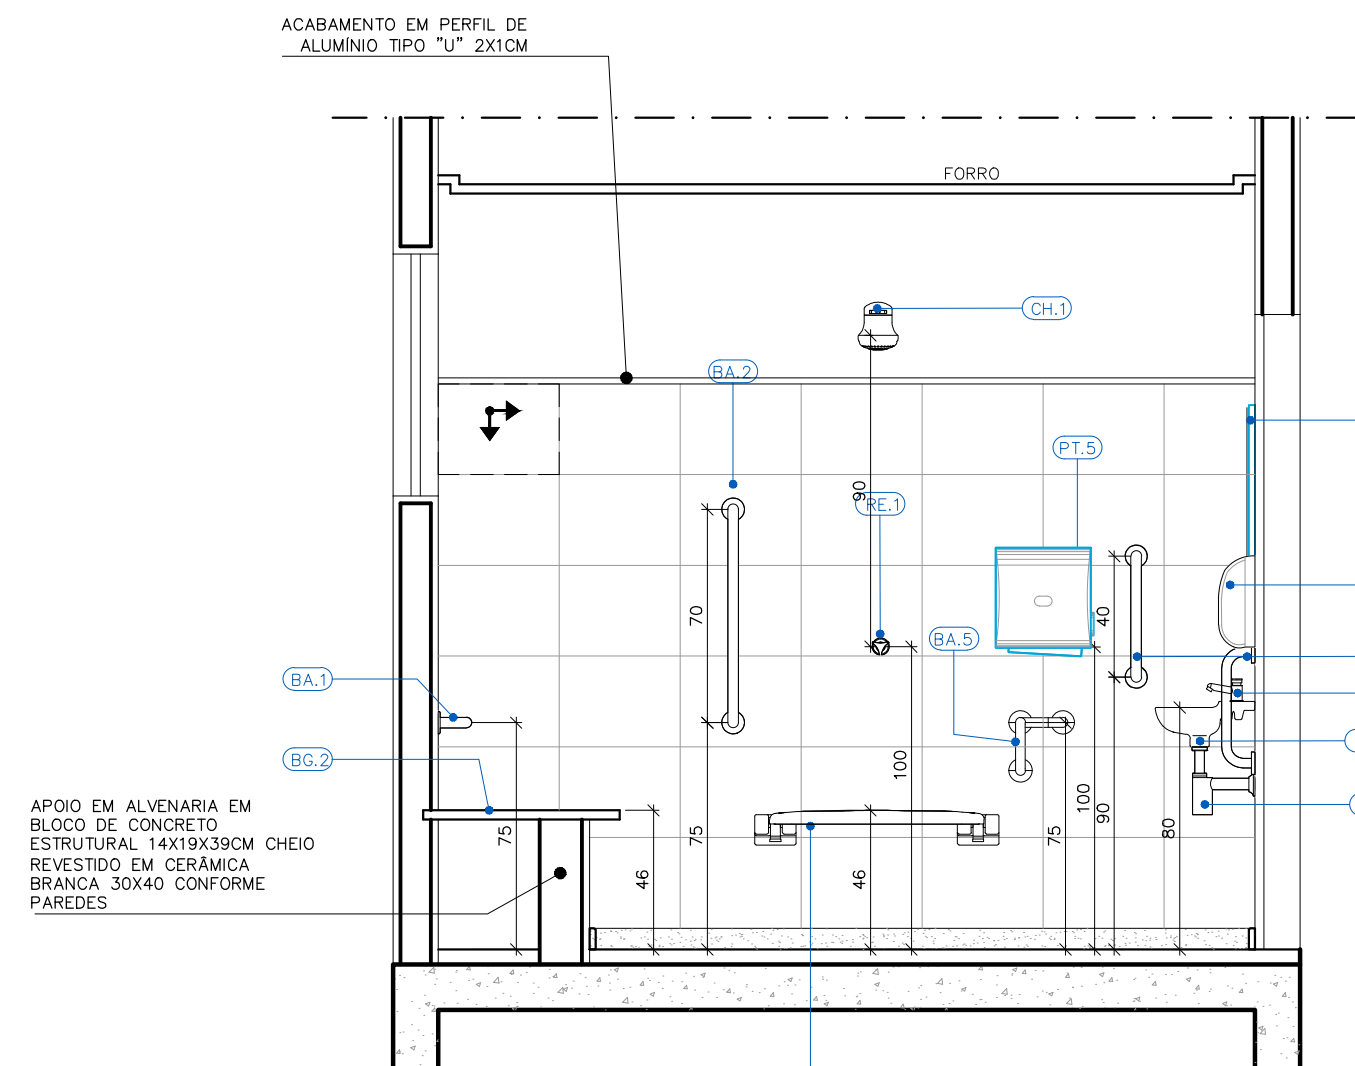 ACABAMENTO EM PERFIL DE
ALUMÍNIO TIPO "U" 2X1CM
FORRO
CH.1
BA.2
PT.5
90
RE.1
70
40
BA.5
BA.1
BG.2
100
APOIO EM ALVENARIA EM
BLOCO DE CONCRETO
ESTRUTURAL 14X19X39CM CHEIO
REVESTIDO EM CERÂMICA
BRANCA 30X40 CONFORME
PAREDES
75
75
75
100
90
80
46
46